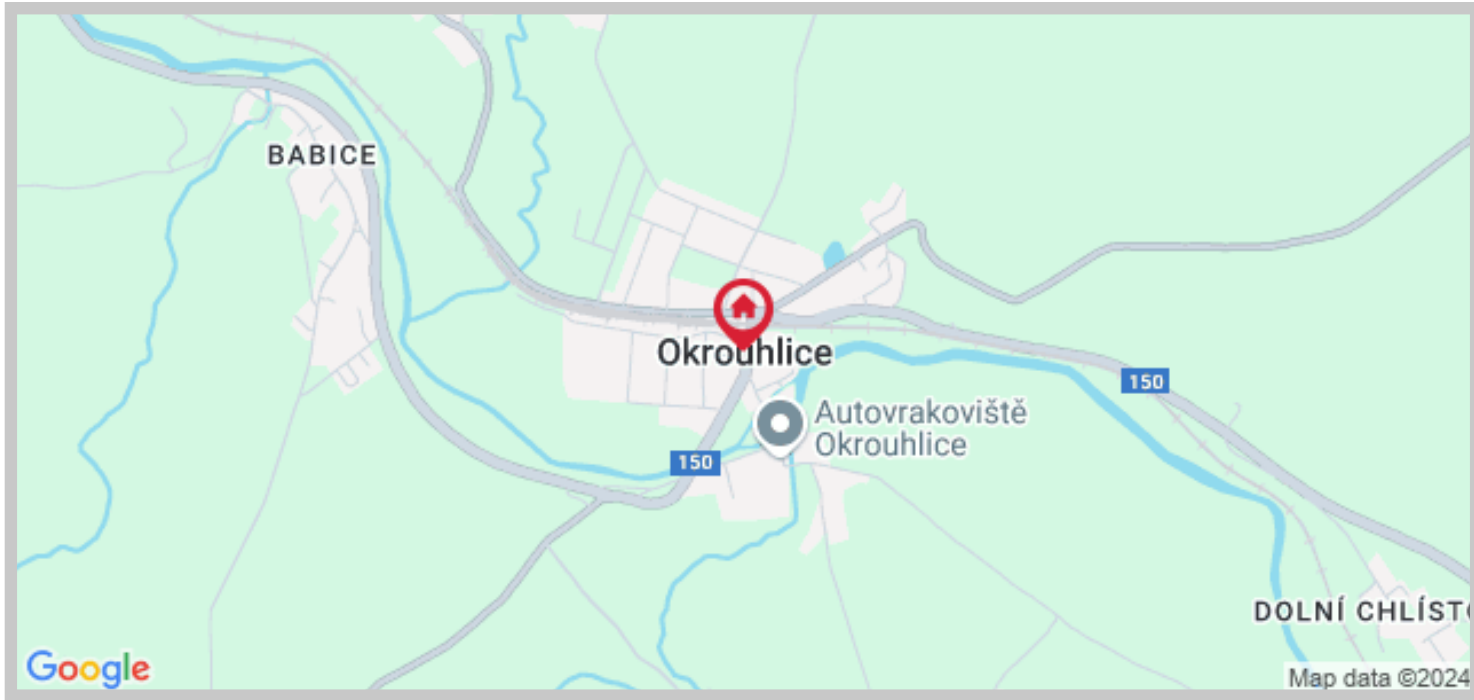 BABICE
Okrouhlice
150
Autovrakoviště
Okrouhlice
150
DOLNÍ CHLÍST
Google
Map data ©2024